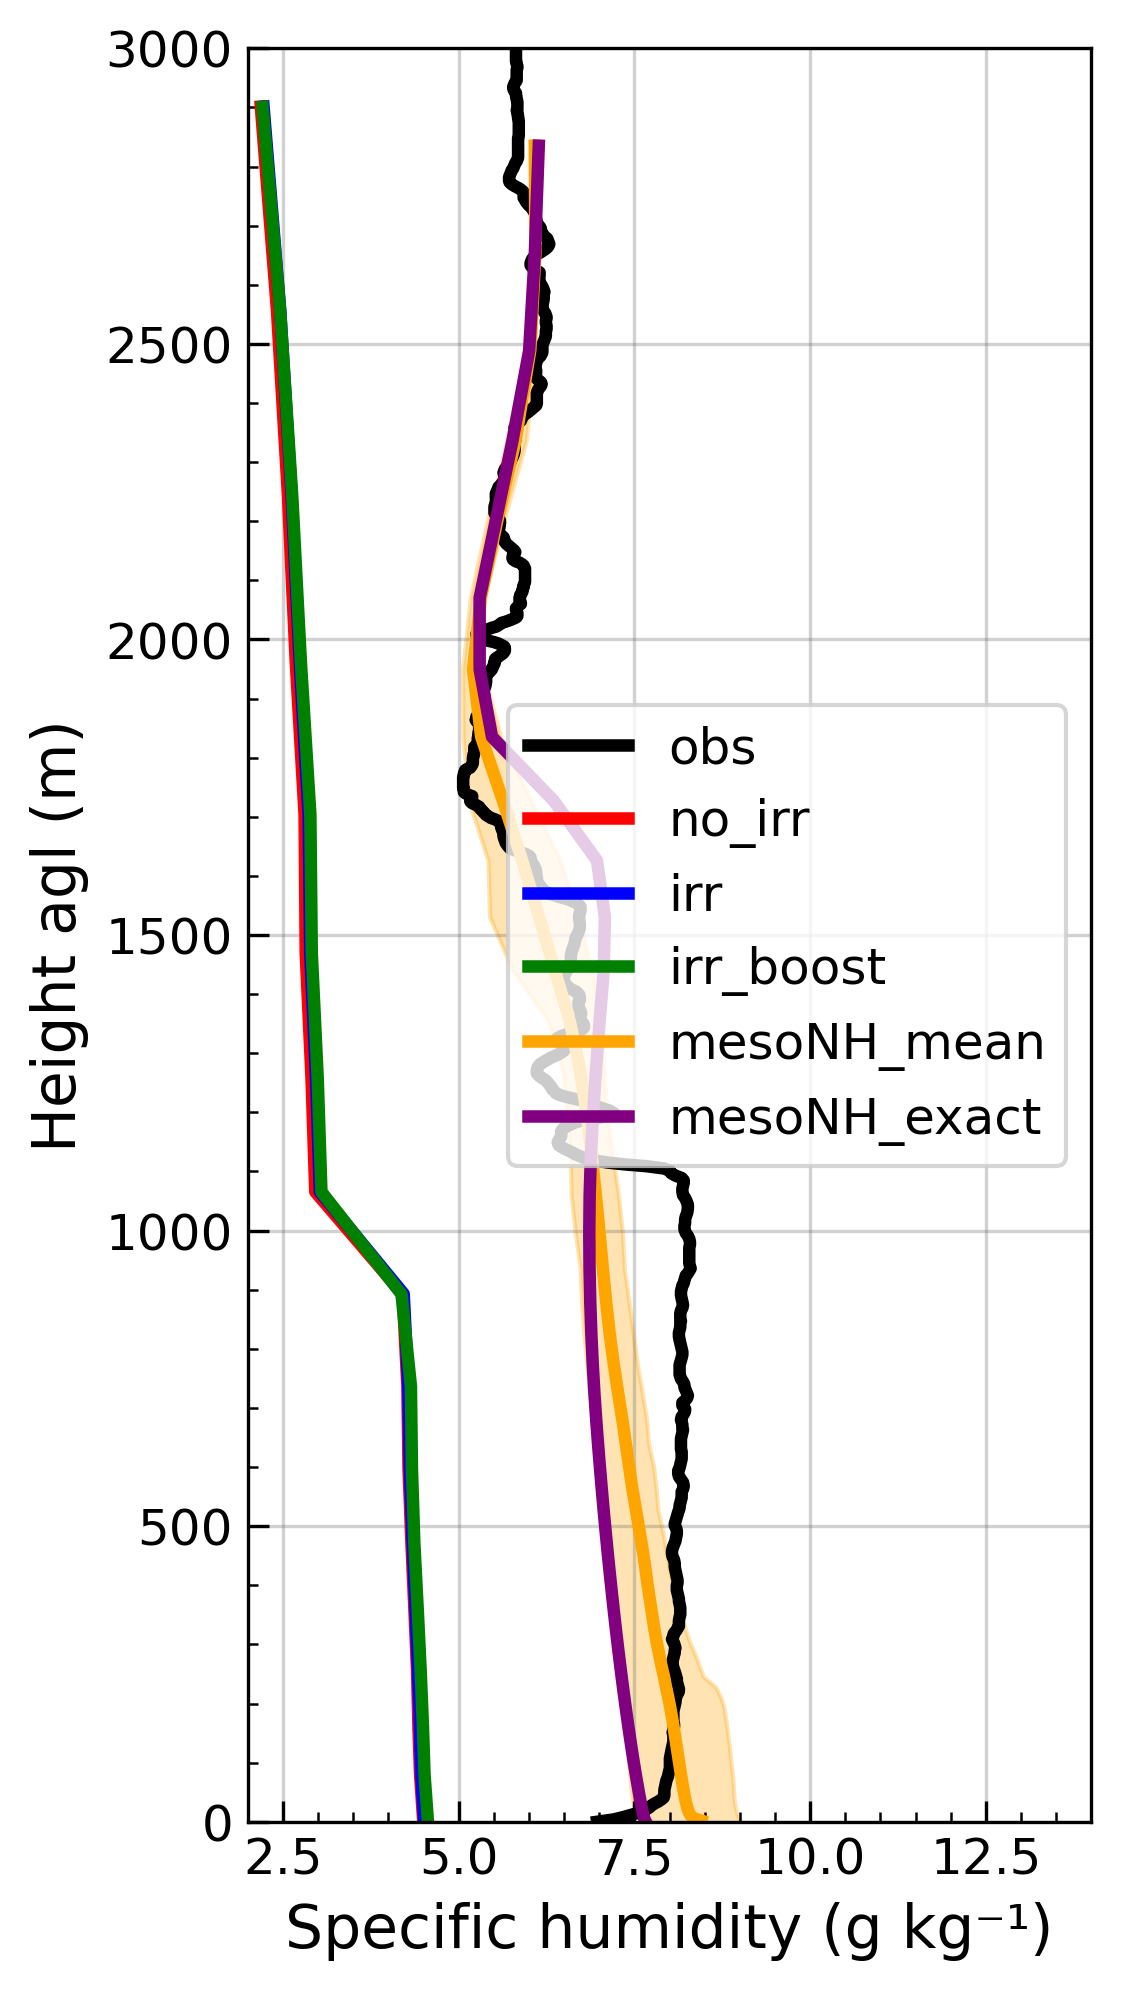 3000
2500
2000
1500
1000
500
0
Height agl (m)
obs
no_irr
irr
irr_boost
mesoNH_mean
mesoNH_exact
2.5 5.0 7.5 10.0 12.5
Specific humidity (g kg⁻¹)